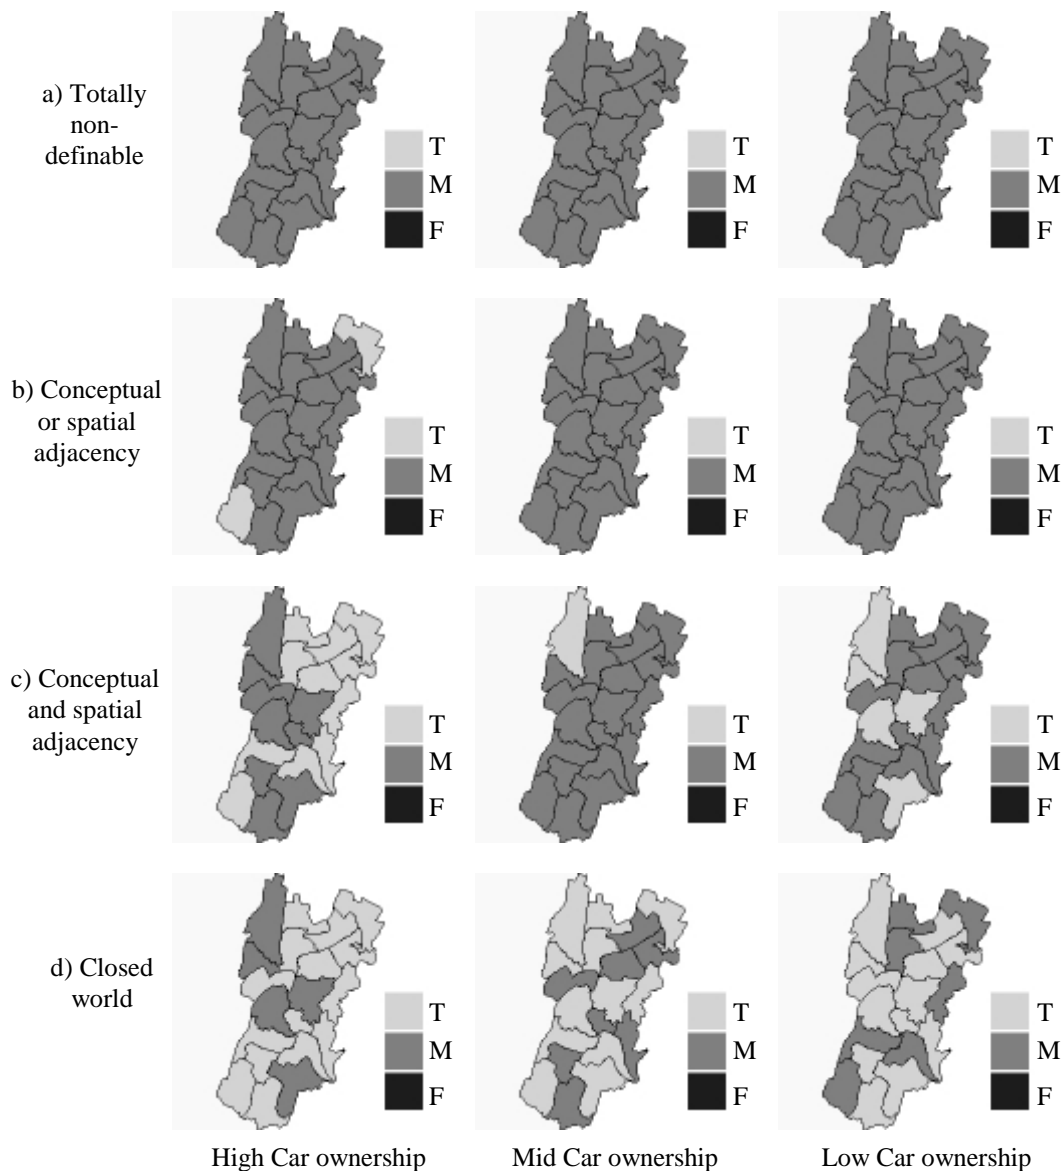 a) Totally
non-
definable
T
M
F
T
M
F
T
M
F
b) Conceptual
or spatial
adjacency
T
M
F
T
M
F
T
M
F
c) Conceptual
and spatial
adjacency
T
M
F
T
M
F
T
M
F
d) Closed
world
T
M
F
T
M
F
T
M
F
High Car ownership
Mid Car ownership
Low Car ownership